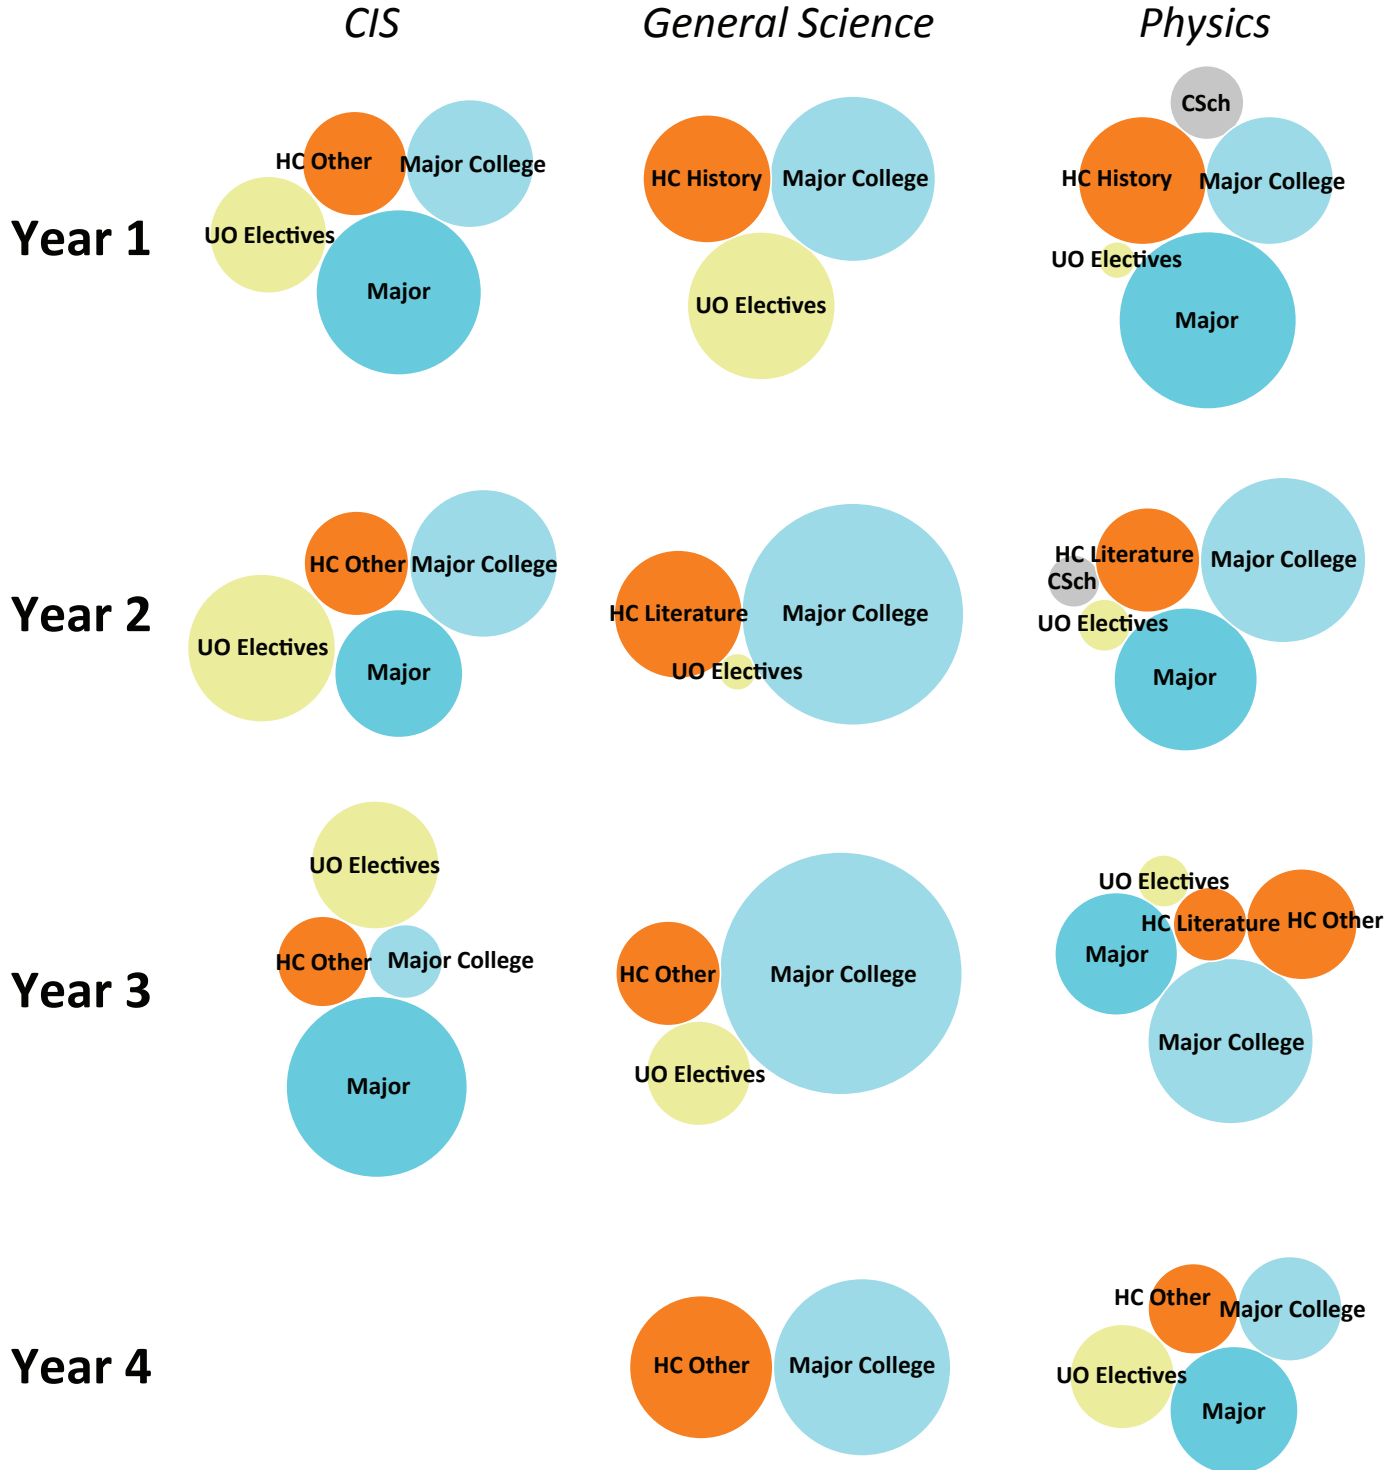 CIS
General Science
Physics
Year 1
HC Other
Major College
UO Electives
Major
HC History
Major College
UO Electives
CSch
HC History
Major College
UO Electives
Major
Year 2
HC Other
Major College
UO Electives
Major
HC Literature
Major College
UO Electives
HC Literature
Major College
CSch
UO Electives
Major
Year 3
UO Electives
HC Other
Major College
Major
HC Other
Major College
UO Electives
UO Electives
HC Literature
HC Other
Major
Major College
Year 4
HC Other
Major College
HC Other
Major College
UO Electives
Major